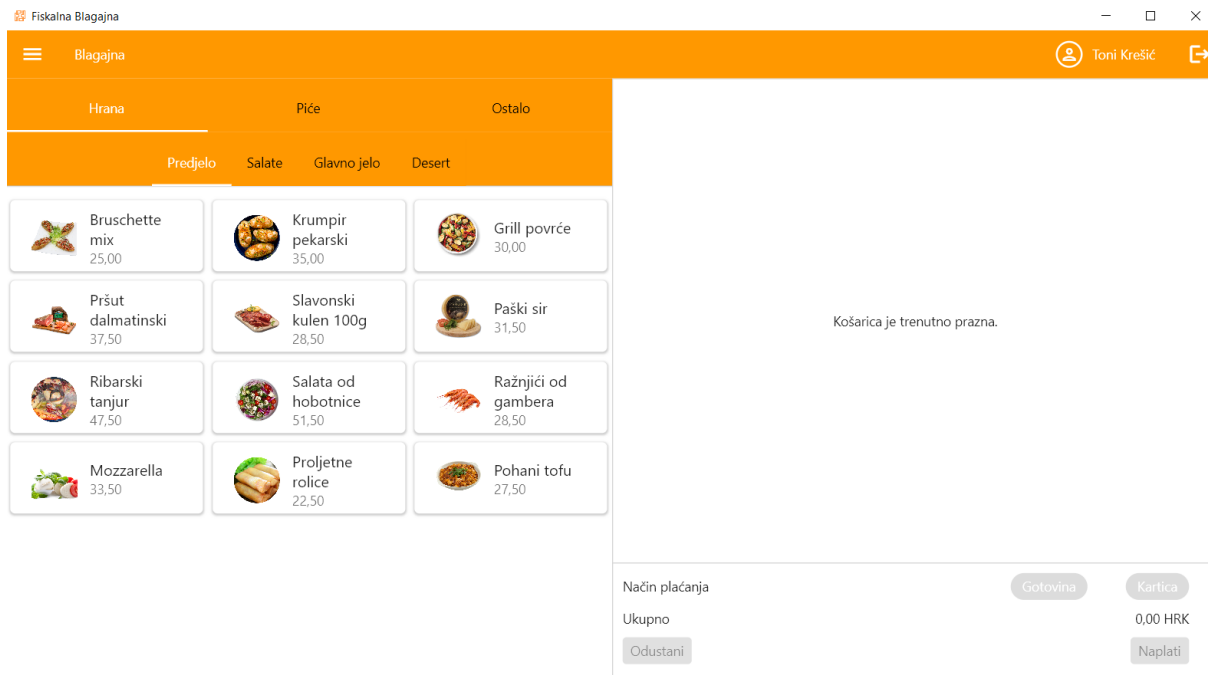 Fiskalna Blagajna
Blagajna
Toni Krešić
Hrana Piće Ostalo
Predjelo Salate Glavno jelo Desert
Bruschette
mix
25,00
Krumpir
pekarski
35,00
Grill povrće
30,00
Pršut
dalmatinski
37,50
Slavonski
kulen 100g
28,50
Paški sir
31,50
Ribarski
tanjur
47,50
Salata od
hobotnice
51,50
Ražnjići od
gambera
28,50
Mozzarella
33,50
Proljetne
rolice
22,50
Pohani tofu
27,50
Košarica je trenutno prazna.
Način plaćanja Gotovina Kartica
Ukupno 0,00 HRK
Odustani Naplati